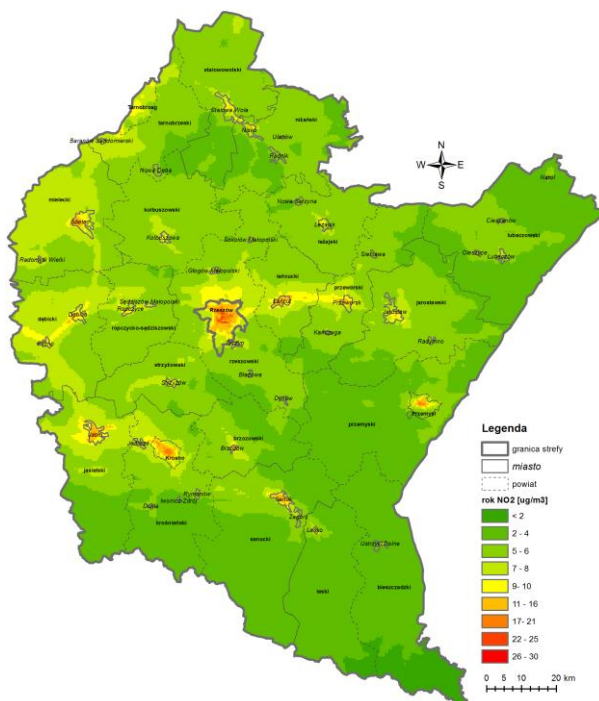 stalowowolski
Tarnobrzeg
tarnobrzeski
Stalowa Wola
Nisko
niżański
Ulanów
Rudnik
Baranów Sandomierski
Nowa Dęba
N
W
E
S
Narol
mielecki
Mielec
kolbuszowski
Kolbuszowa
Nowa Sarzyna
Leżajsk
leżajski
Cieszanów
lubaczowski
Oleszyce
Lubaczów
Sokołów Małopolski
Sieniawa
Radomyśl Wielki
Głogów Małopolski
łańcucki
Łańcut
przeworski
Przeworsk
jarosławski
Jarosław
dębicki
Dębica
Sędziszów Małopolski
Ropczyce
ropczycko-sędziszowski
Rzeszów
Tyczyn
Kańczuga
Radymno
rzeszowski
strzyżowski
Strzyżów
Błażowa
Dynów
przemyski
Przemyśl
Jasło
jasielski
Jedlicze
Krosno
brzozowski
Brzozów
Rymanów
Iwonicz-Zdrój
Dukla
krośnieński
Sanok
Zagórz
Lesko
sanocki
Ustrzyki Dolne
leski
bieszczadzki
Legenda
granica strefy
miasto
powiat
rok NO2 [ug/m3]
< 2
2 - 4
5 - 6
7 - 8
9 - 10
11 - 16
17 - 21
22 - 25
26 - 30
0 5 10 20 km